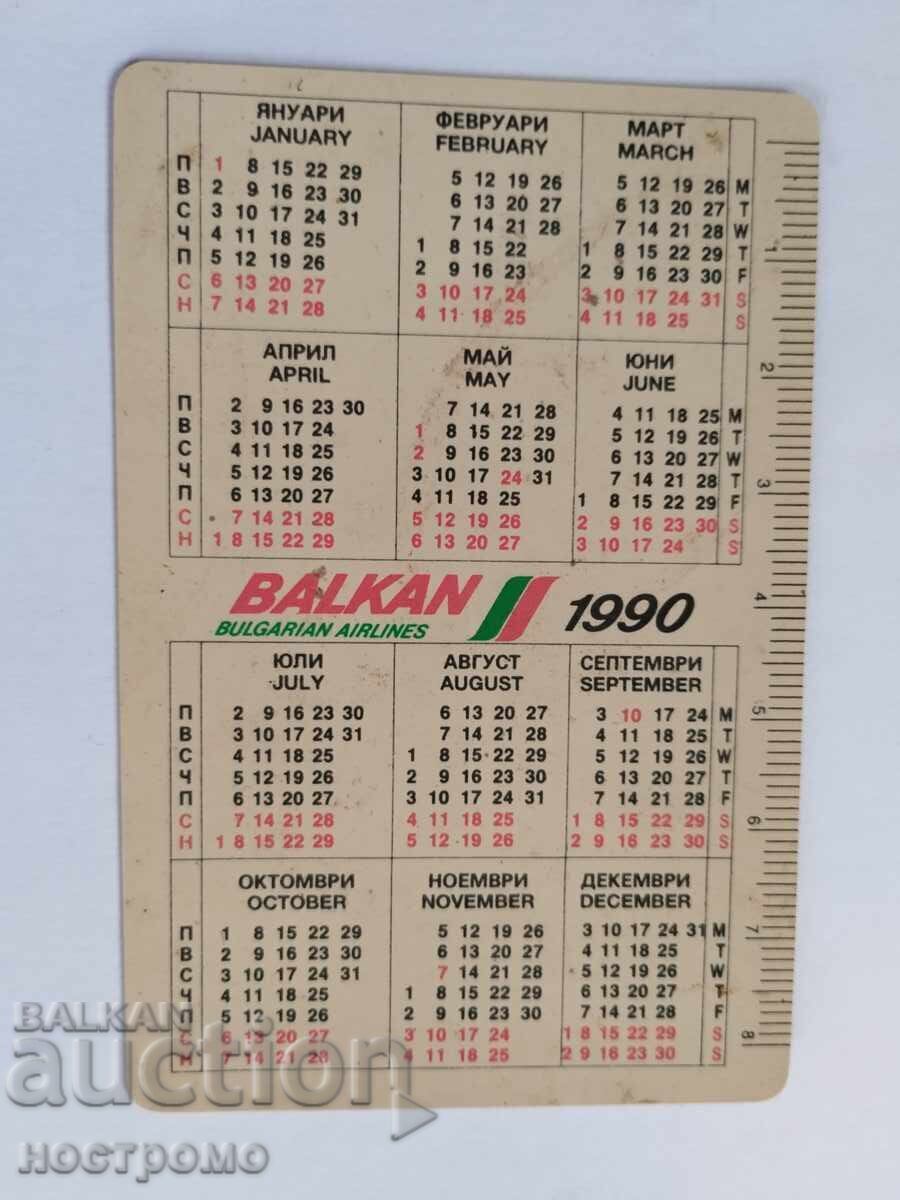 ЯНУАРИ ФЕВРУАРИ МАРТ
JANUARY FEBRUARY MARCH
П 1 8 15 22 29 5 12 19 26 5 12 19 26 M
В 2 9 16 23 30 6 13 20 27 6 13 20 27 T
С 3 10 17 24 31 7 14 21 28 7 14 21 28 W
Ч 4 11 18 25 1 8 15 22 1 8 15 22 29 T
П 5 12 19 26 2 9 16 23 2 9 16 23 30 F
С 6 13 20 27 3 10 17 24 3 10 17 24 31 S
Н 7 14 21 28 4 11 18 25 4 11 18 25 S
АПРИЛ МАЙ ЮНИ
APRIL MAY JUNE
П 2 9 16 23 30 7 14 21 28 4 11 18 25 M
В 3 10 17 24 1 8 15 22 29 5 12 19 26 T
С 4 11 18 25 2 9 16 23 30 6 13 20 27 W
Ч 5 12 19 26 3 10 17 24 31 7 14 21 28 T
П 6 13 20 27 4 11 18 25 1 8 15 22 29 F
С 7 14 21 28 5 12 19 26 2 9 16 23 30 S
Н 1 8 15 22 29 6 13 20 27 3 10 17 24 S
BALKAN 1990
BULGARIAN AIRLINES
ЮЛИ АВГУСТ СЕПТЕМВРИ
JULY AUGUST SEPTEMBER
П 2 9 16 23 30 6 13 20 27 3 10 17 24 M
В 3 10 17 24 31 7 14 21 28 4 11 18 25 T
С 4 11 18 25 1 8 15 22 29 5 12 19 26 W
Ч 5 12 19 26 2 9 16 23 30 6 13 20 27 T
П 6 13 20 27 3 10 17 24 31 7 14 21 28 F
С 7 14 21 28 4 11 18 25 1 8 15 22 29 S
Н 1 8 15 22 29 5 12 19 26 2 9 16 23 30 S
ОКТОМВРИ НОЕМВРИ ДЕКЕМВРИ
OCTOBER NOVEMBER DECEMBER
П 1 8 15 22 29 5 12 19 26 3 10 17 24 31 M
В 2 9 16 23 30 6 13 20 27 4 11 18 25 T
С 3 10 17 24 31 7 14 21 28 5 12 19 26 W
Ч 4 11 18 25 1 8 15 22 29 6 13 20 27 T
П 5 12 19 26 2 9 16 23 30 7 14 21 28 F
С 6 13 20 27 3 10 17 24 1 8 15 22 29 S
Н 7 14 21 28 4 11 18 25 2 9 16 23 30 S
1
2
3
4
5
6
7
8
BALKAN
auction
ностромо